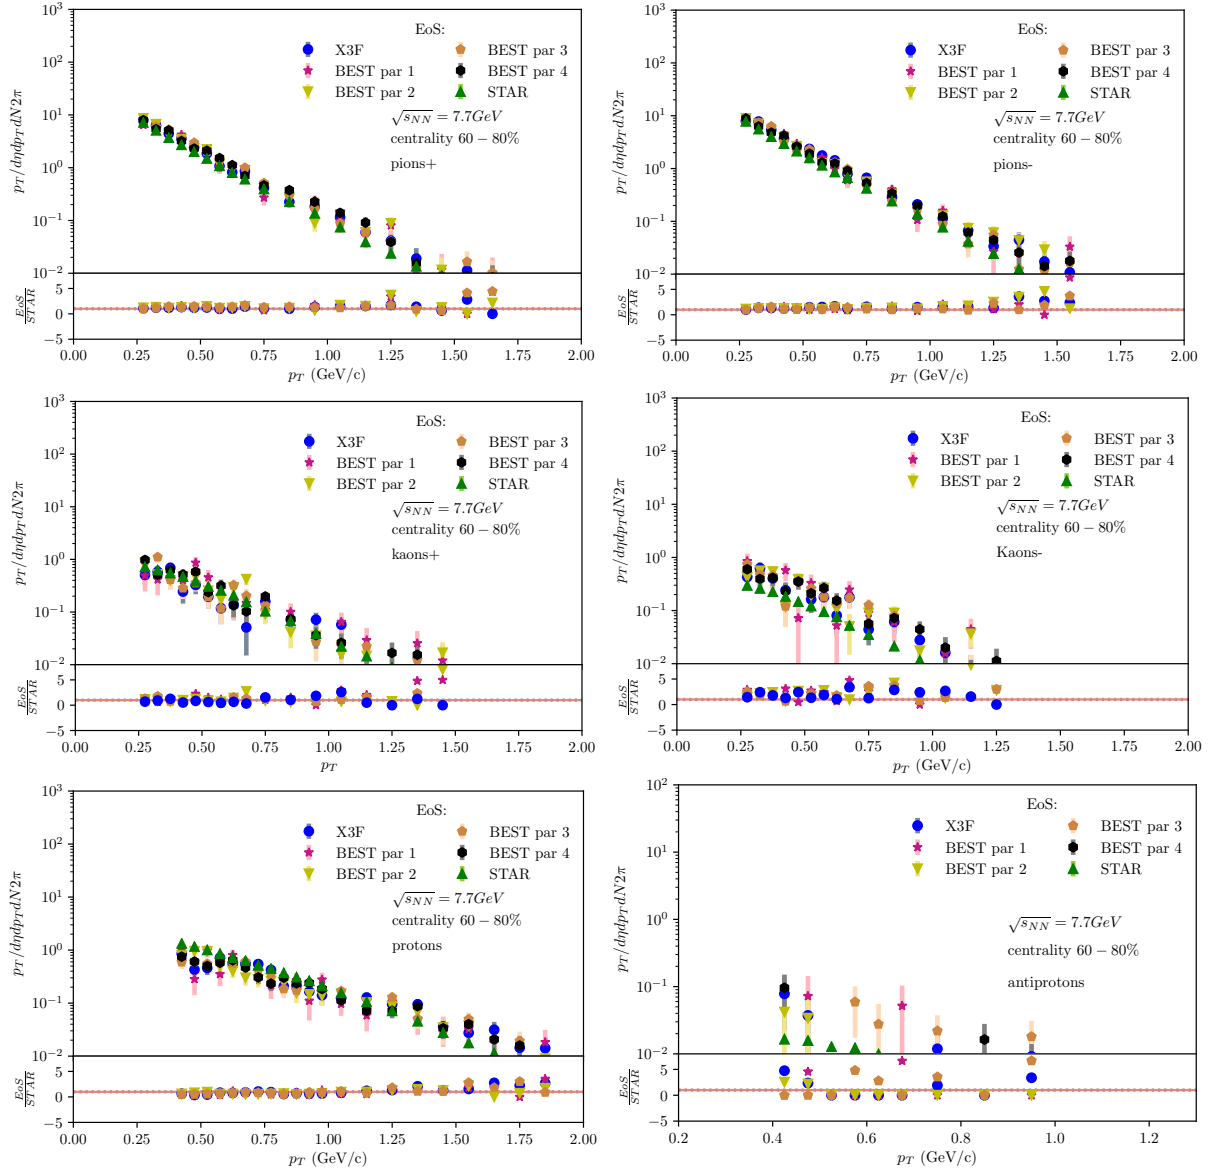 EoS:
X3F
BEST par 1
BEST par 2
BEST par 3
BEST par 4
STAR
√s_NN = 7.7GeV
centrality 60 − 80%
pions+
p_T/dηdp_TdN2π
10^3
10^2
10^1
10^0
10^−1
10^−2
EoS/STAR
5
0
−5
0.00 0.25 0.50 0.75 1.00 1.25 1.50 1.75 2.00
p_T (GeV/c)
EoS:
X3F
BEST par 1
BEST par 2
BEST par 3
BEST par 4
STAR
√s_NN = 7.7GeV
centrality 60 − 80%
pions-
p_T/dηdp_TdN2π
10^3
10^2
10^1
10^0
10^−1
10^−2
EoS/STAR
5
0
−5
0.00 0.25 0.50 0.75 1.00 1.25 1.50 1.75 2.00
p_T (GeV/c)
EoS:
X3F
BEST par 1
BEST par 2
BEST par 3
BEST par 4
STAR
√s_NN = 7.7GeV
centrality 60 − 80%
kaons+
p_T/dηdp_TdN2π
10^3
10^2
10^1
10^0
10^−1
10^−2
EoS/STAR
5
0
−5
0.00 0.25 0.50 0.75 1.00 1.25 1.50 1.75 2.00
p_T
EoS:
X3F
BEST par 1
BEST par 2
BEST par 3
BEST par 4
STAR
√s_NN = 7.7GeV
centrality 60 − 80%
Kaons-
p_T/dηdp_TdN2π
10^3
10^2
10^1
10^0
10^−1
10^−2
EoS/STAR
5
0
−5
0.00 0.25 0.50 0.75 1.00 1.25 1.50 1.75 2.00
p_T (GeV/c)
EoS:
X3F
BEST par 1
BEST par 2
BEST par 3
BEST par 4
STAR
√s_NN = 7.7GeV
centrality 60 − 80%
protons
p_T/dηdp_TdN2π
10^3
10^2
10^1
10^0
10^−1
10^−2
EoS/STAR
5
0
−5
0.00 0.25 0.50 0.75 1.00 1.25 1.50 1.75 2.00
p_T (GeV/c)
EoS:
X3F
BEST par 1
BEST par 2
BEST par 3
BEST par 4
STAR
√s_NN = 7.7GeV
centrality 60 − 80%
antiprotons
p_T/dηdp_TdN2π
10^2
10^1
10^0
10^−1
10^−2
EoS/STAR
5
0
−5
0.2 0.4 0.6 0.8 1.0 1.2
p_T (GeV/c)